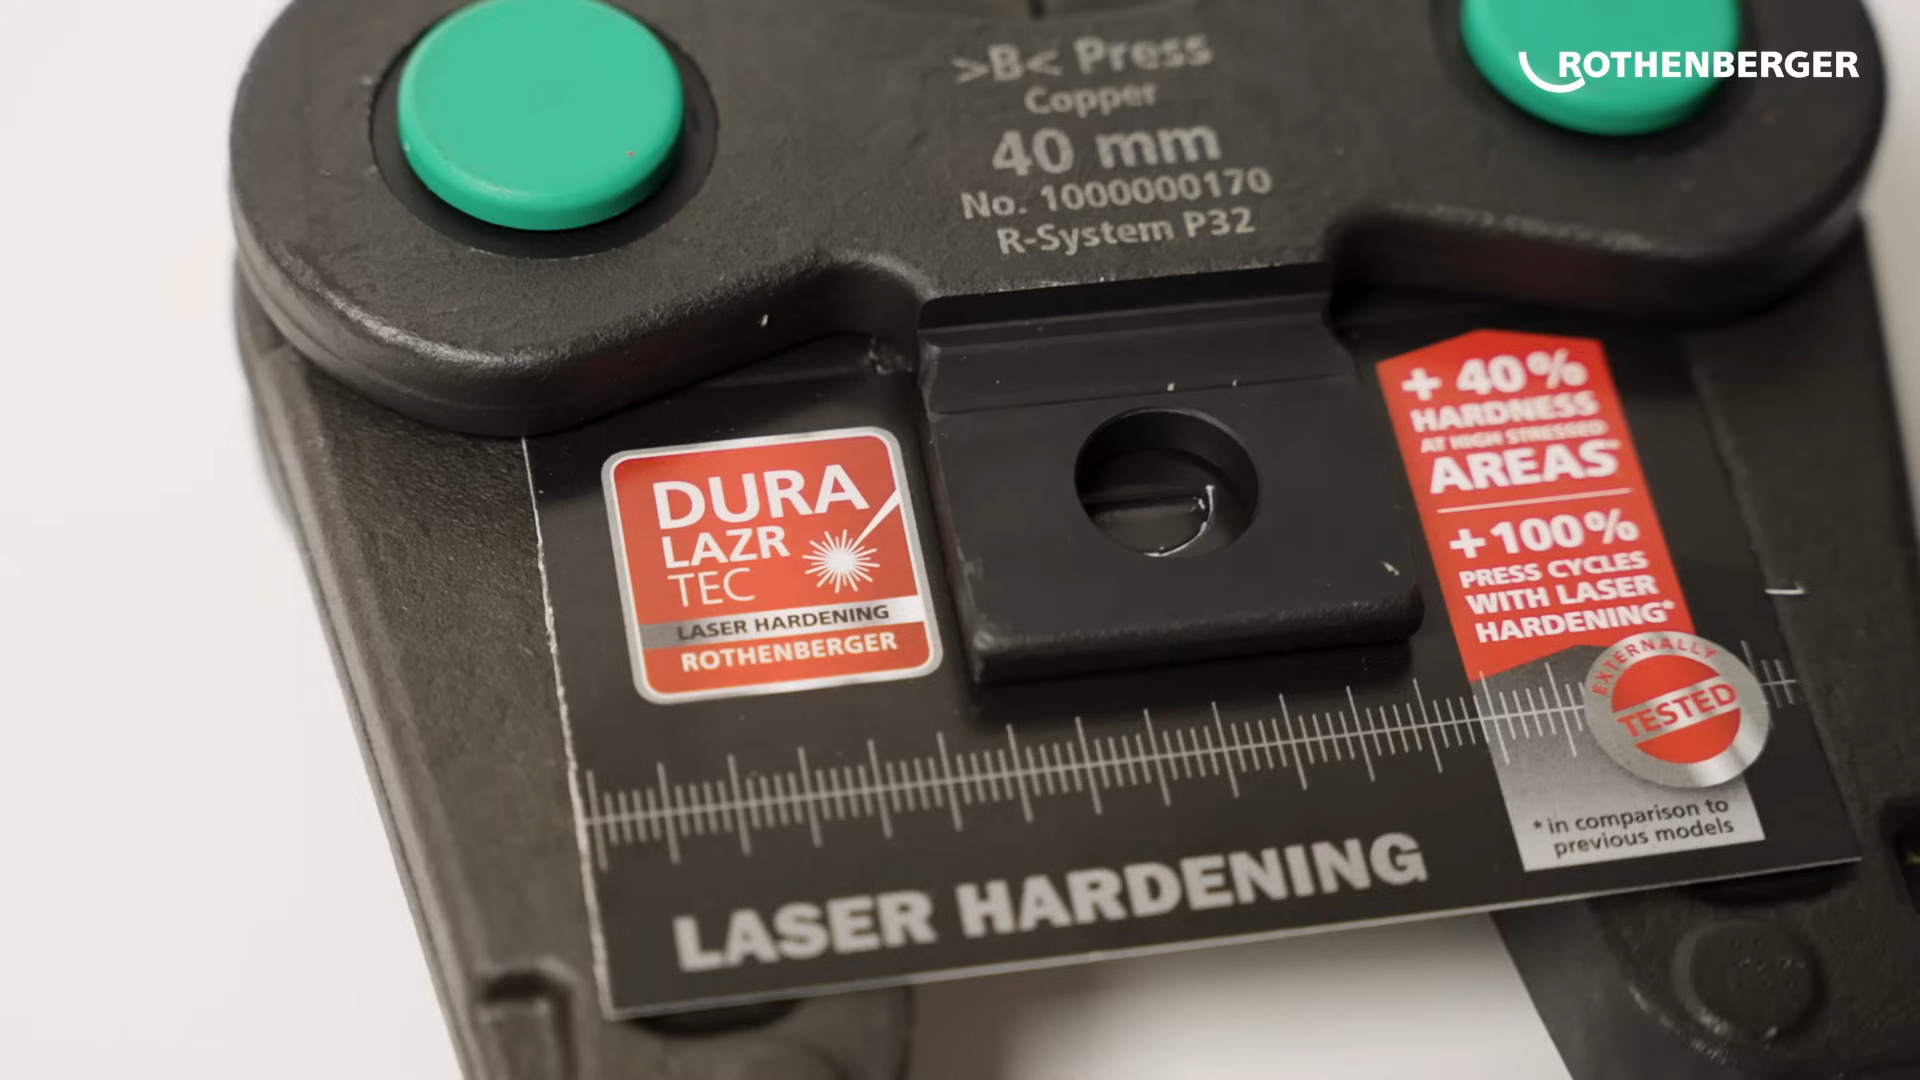 ROTHENBERGER
>B< Press
Copper
40 mm
No. 1000000170
R-System P32
DURA
LAZR
TEC
LASER HARDENING
ROTHENBERGER
+ 40%
HARDNESS
AT HIGH STRESSED
AREAS*
+100%
PRESS CYCLES
WITH LASER
HARDENING*
EXTERNALLY
TESTED
* in comparison to
previous models
LASER HARDENING